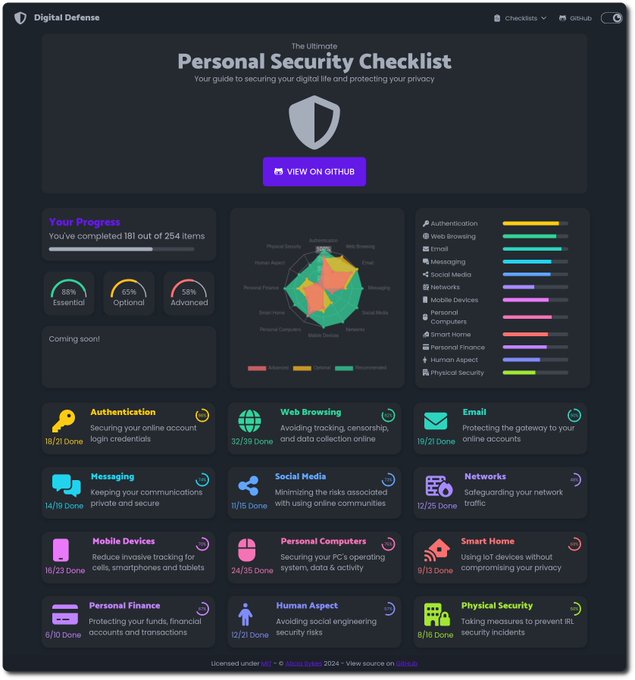 Digital Defense
Checklists
GitHub
The Ultimate
Personal Security Checklist
Your guide to securing your digital life and protecting your privacy
VIEW ON GITHUB
Your Progress
You've completed 181 out of 254 items
88%
Essential
65%
Optional
58%
Advanced
Coming soon!
Authentication
100%
Physical Security
Web Browsing
Human Aspect
Email
Personal Finance
Messaging
Smart Home
Social Media
Personal Computers
Networks
Mobile Devices
Advanced
Optional
Recommended
Authentication
Web Browsing
Email
Messaging
Social Media
Networks
Mobile Devices
Personal
Computers
Smart Home
Personal Finance
Human Aspect
Physical Security
Authentication
Securing your online account
login credentials
18/21 Done
Web Browsing
Avoiding tracking, censorship,
and data collection online
32/39 Done
Email
Protecting the gateway to your
online accounts
19/21 Done
Messaging
Keeping your communications
private and secure
14/19 Done
Social Media
Minimizing the risks associated
with using online communities
11/15 Done
Networks
Safeguarding your network
traffic
12/25 Done
Mobile Devices
Reduce invasive tracking for
cells, smartphones and tablets
16/23 Done
Personal Computers
Securing your PC's operating
system, data & activity
24/35 Done
Smart Home
Using IoT devices without
compromising your privacy
9/13 Done
Personal Finance
Protecting your funds, financial
accounts and transactions
6/10 Done
Human Aspect
Avoiding social engineering
security risks
12/21 Done
Physical Security
Taking measures to prevent IRL
security incidents
8/16 Done
Licensed under MIT - © Alicia Sykes 2024 - View source on GitHub